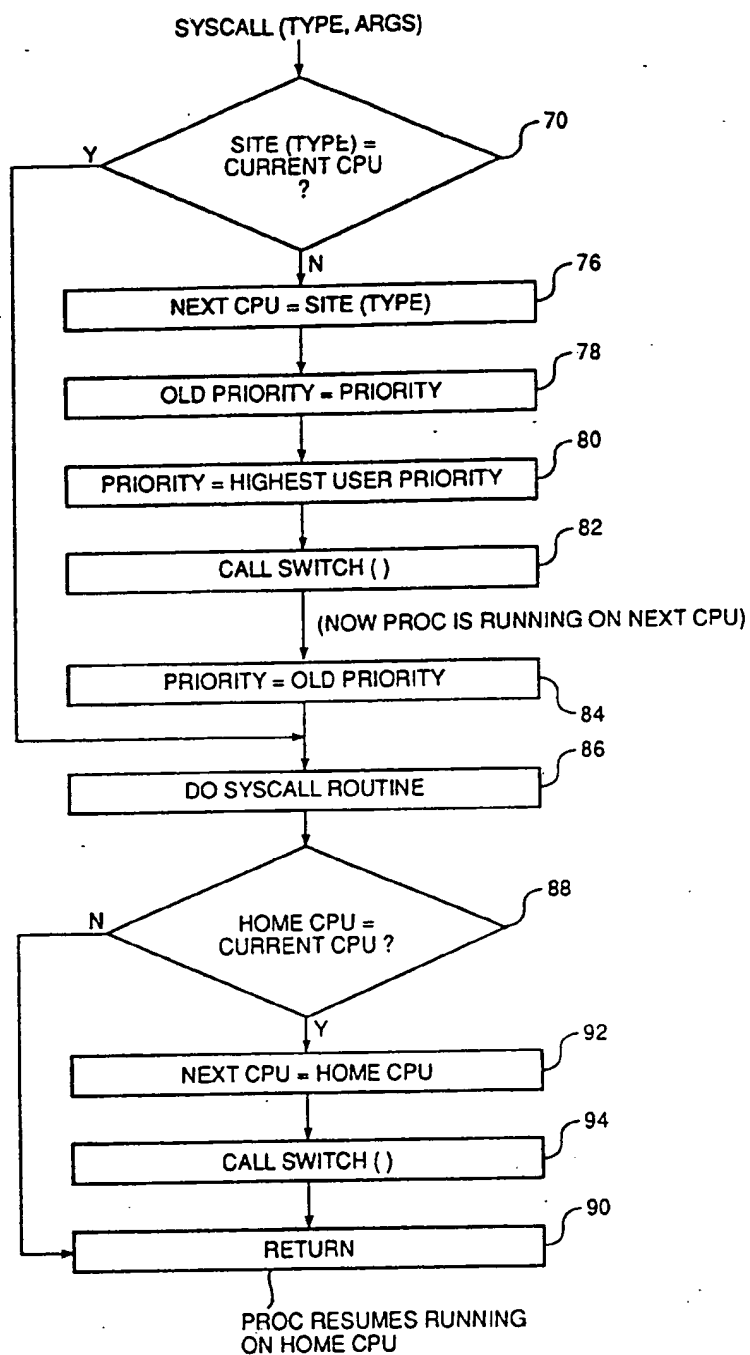 SYSCALL (TYPE, ARGS)
70
SITE (TYPE) =
CURRENT CPU
?
Y
N
76
NEXT CPU = SITE (TYPE)
78
OLD PRIORITY = PRIORITY
80
PRIORITY = HIGHEST USER PRIORITY
82
CALL SWITCH ( )
(NOW PROC IS RUNNING ON NEXT CPU)
PRIORITY = OLD PRIORITY
84
86
DO SYSCALL ROUTINE
88
N
HOME CPU =
CURRENT CPU ?
Y
92
NEXT CPU = HOME CPU
94
CALL SWITCH ( )
90
RETURN
PROC RESUMES RUNNING
ON HOME CPU